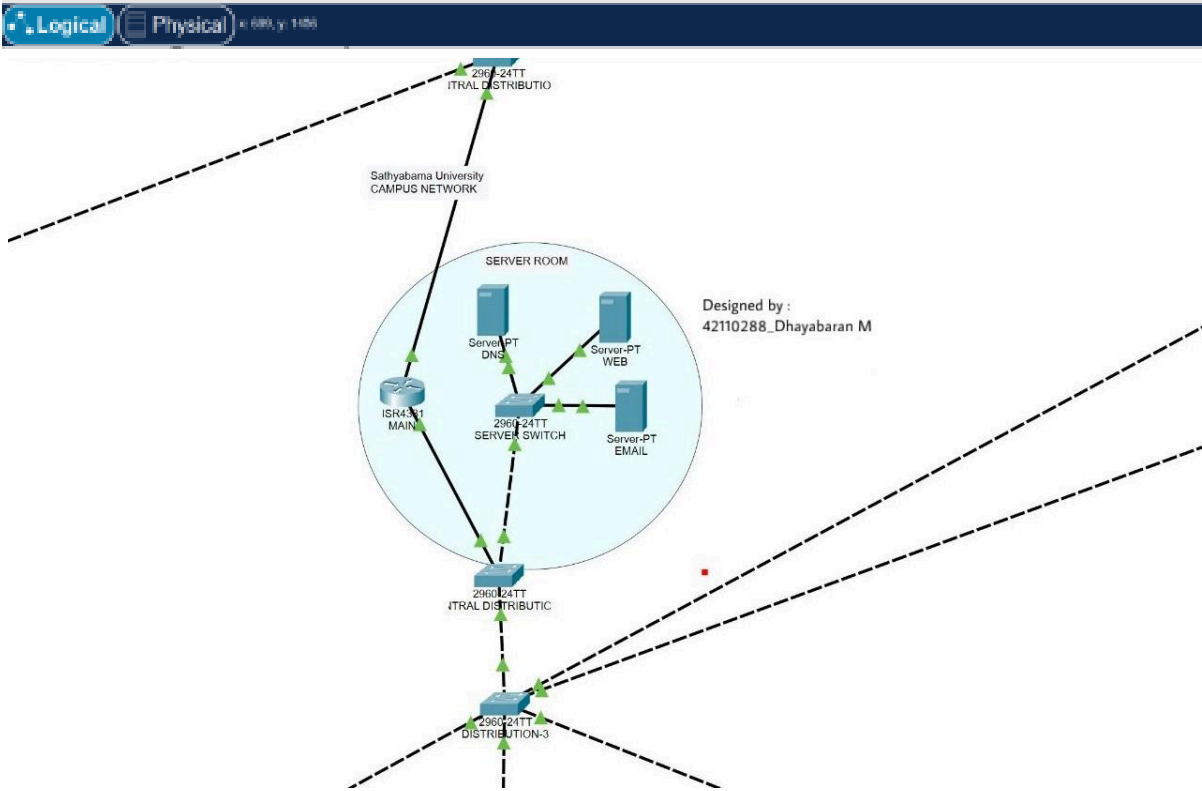 Logical
Physical
2960-24TT
ITRAL DISTRIBUTIO
Sathyabama University
CAMPUS NETWORK
SERVER ROOM
Designed by :
42110288_Dhayabaran M
Server-PT
DNS
Server-PT
WEB
ISR4331
MAIN
2960-24TT
SERVER SWITCH
Server-PT
EMAIL
2960-24TT
ITRAL DISTRIBUTIC
2960-24TT
DISTRIBUTION-3